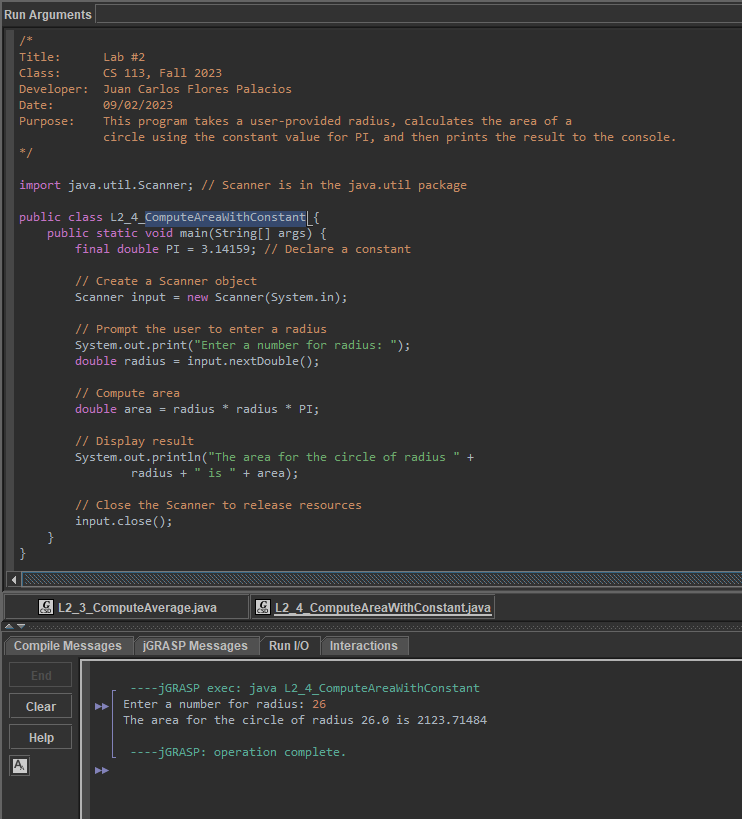 Run Arguments
/*
Title:      Lab #2
Class:      CS 113, Fall 2023
Developer:  Juan Carlos Flores Palacios
Date:       09/02/2023
Purpose:    This program takes a user-provided radius, calculates the area of a
            circle using the constant value for PI, and then prints the result to the console.
*/
import java.util.Scanner; // Scanner is in the java.util package
public class L2_4_ComputeAreaWithConstant {
    public static void main(String[] args) {
        final double PI = 3.14159; // Declare a constant
        // Create a Scanner object
        Scanner input = new Scanner(System.in);
        // Prompt the user to enter a radius
        System.out.print("Enter a number for radius: ");
        double radius = input.nextDouble();
        // Compute area
        double area = radius * radius * PI;
        // Display result
        System.out.println("The area for the circle of radius " +
                radius + " is " + area);
        // Close the Scanner to release resources
        input.close();
    }
}
L2_3_ComputeAverage.java L2_4_ComputeAreaWithConstant.java
Compile Messages jGRASP Messages Run I/O Interactions
End
Clear
Help
----jGRASP exec: java L2_4_ComputeAreaWithConstant
Enter a number for radius: 26
The area for the circle of radius 26.0 is 2123.71484
----jGRASP: operation complete.